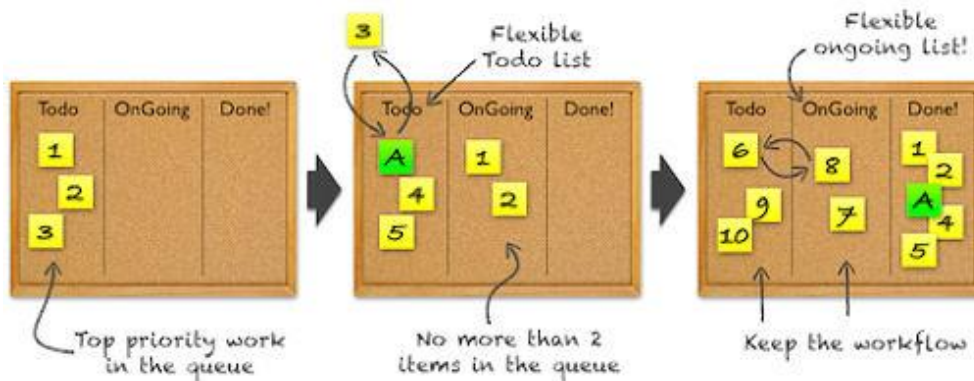 3
Flexible
Todo list
Flexible
ongoing list!
Todo OnGoing Done!
1
2
3
Todo OnGoing Done!
A
4
5
1
2
Todo OnGoing Done!
6
9
10
8
7
1
2
A
4
5
Top priority work
in the queue
No more than 2
items in the queue
Keep the workflow